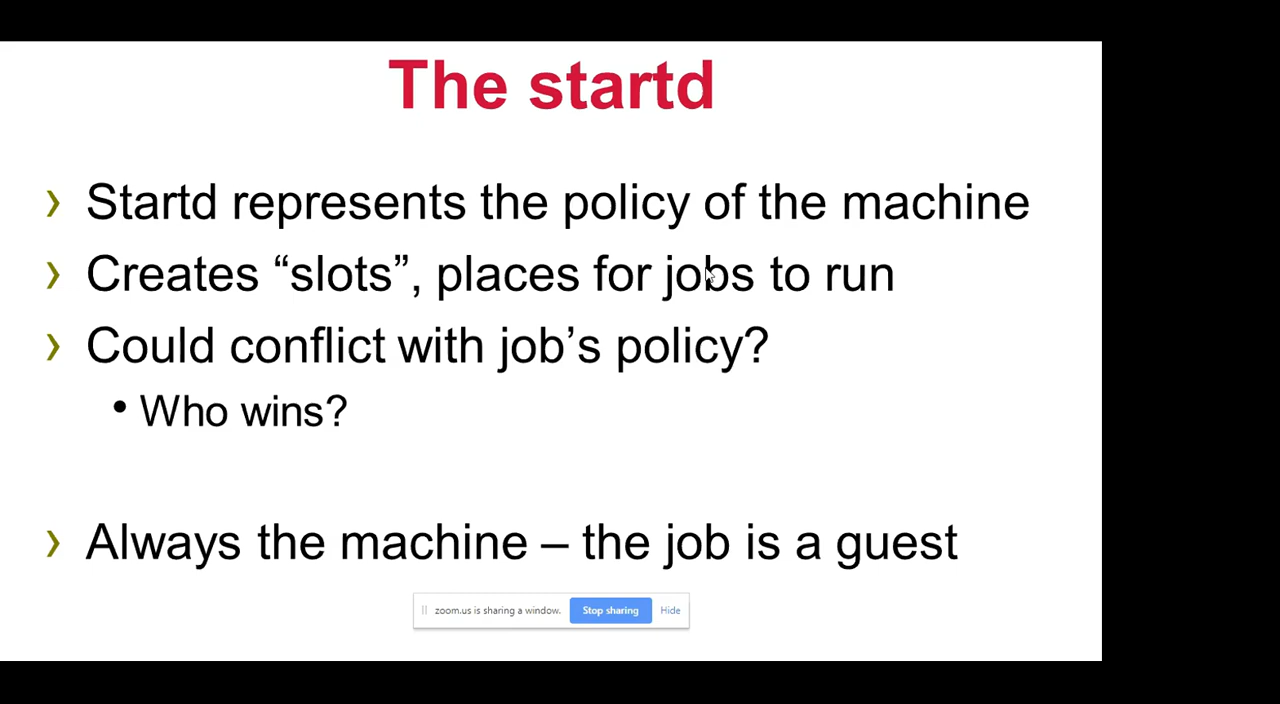 The startd
› Startd represents the policy of the machine
› Creates “slots”, places for jobs to run
› Could conflict with job’s policy?
• Who wins?
› Always the machine – the job is a guest
zoom.us is sharing a window. Stop sharing Hide